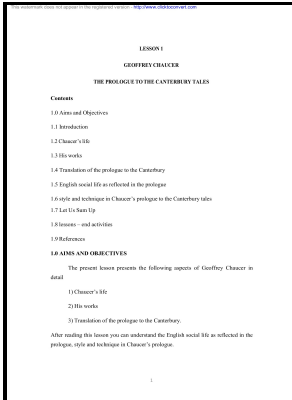 This watermark does not appear in the registered version - http://www.clicktoconvert.com
LESSON 1
GEOFFREY CHAUCER
THE PROLOGUE TO THE CANTERBURY TALES
Contents
1.0 Aims and Objectives
1.1 Introduction
1.2 Chaucer's life
1.3 His works
1.4 Translation of the prologue to the Canterbury
1.5 English social life as reflected in the prologue
1.6 style and technique in Chaucer's prologue to the Canterbury tales
1.7 Let Us Sum Up
1.8 lessons – end activities
1.9 References
1.0 AIMS AND OBJECTIVES
The present lesson presents the following aspects of Geoffrey Chaucer in
detail
1) Chaucer's life
2) His works
3) Translation of the prologue to the Canterbury.
After reading this lesson you can understand the English social life as reflected in the
prologue, style and technique in Chaucer's prologue.
1